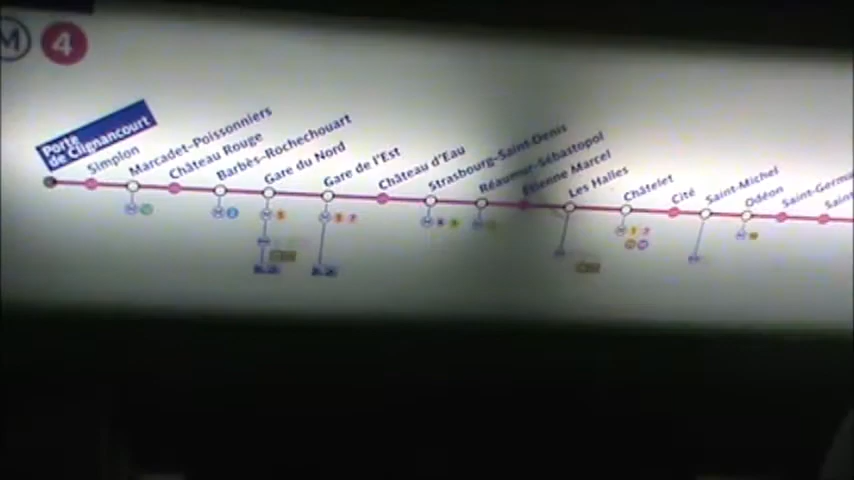 M 4
Porte
de Clignancourt
Simplon
Marcadet-Poissonniers
Château Rouge
Barbès-Rochechouart
Gare du Nord
Gare de l'Est
Château d'Eau
Strasbourg-Saint-Denis
Réaumur-Sébastopol
Étienne Marcel
Les Halles
Châtelet
Cité
Saint-Michel
Odéon